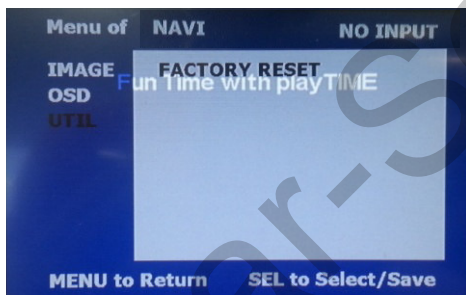 Menu of NAVI NO INPUT
IMAGE FACTORY RESET
Fun Time with playTIME
OSD
UTIL
MENU to Return SEL to Select/Save